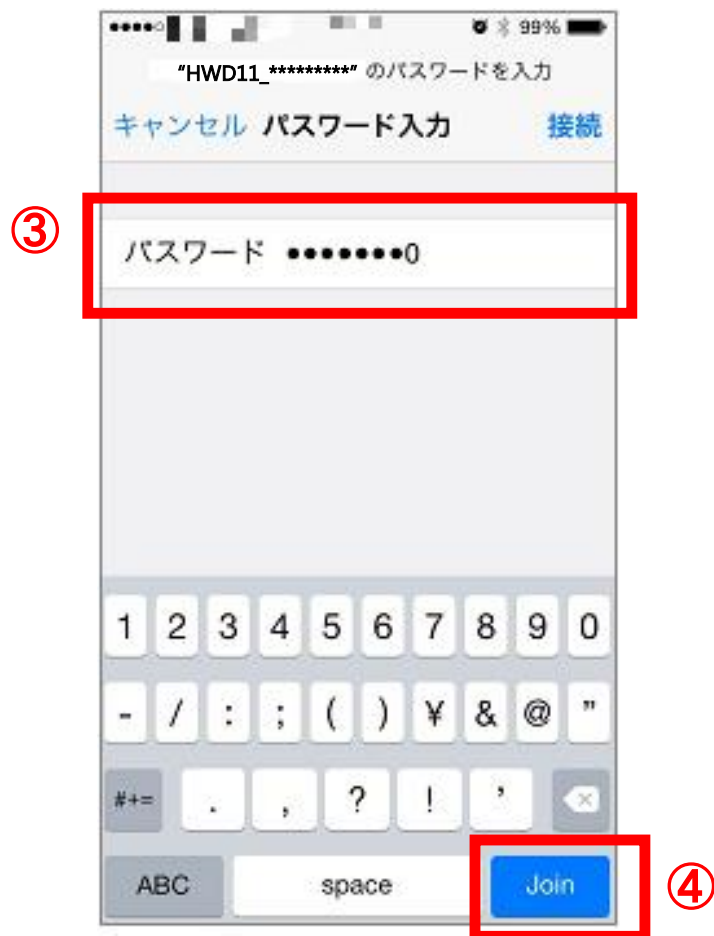 99%
“HWD11_*********” のパスワードを入力
キャンセル パスワード入力 接続
③
パスワード •••••••0
1 2 3 4 5 6 7 8 9 0
- / : ; ( ) ¥ & @ "
#+= . , ? ! ’
ABC space Join
④